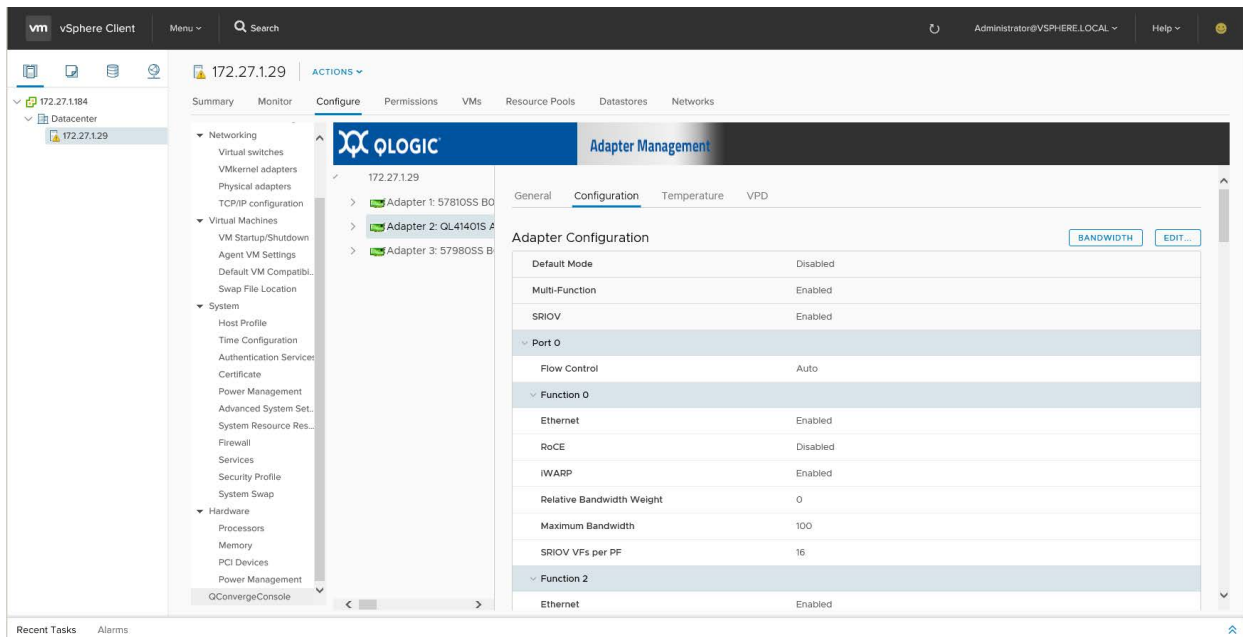 vm vSphere Client Menu Search Administrator@VSPHERE.LOCAL Help
172.27.1.184
Datacenter
172.27.1.29
172.27.1.29 ACTIONS
Summary Monitor Configure Permissions VMs Resource Pools Datastores Networks
Networking
Virtual switches
VMkernel adapters
Physical adapters
TCP/IP configuration
Virtual Machines
VM Startup/Shutdown
Agent VM Settings
Default VM Compatibi..
Swap File Location
System
Host Profile
Time Configuration
Authentication Services
Certificate
Power Management
Advanced System Set..
System Resource Res...
Firewall
Services
Security Profile
System Swap
Hardware
Processors
Memory
PCI Devices
Power Management
QConvergeConsole
QLOGIC Adapter Management
172.27.1.29
Adapter 1: 57810SS B0
Adapter 2: QL41401S A
Adapter 3: 57980SS B
General Configuration Temperature VPD
Adapter Configuration BANDWIDTH EDIT...
Default Mode Disabled
Multi-Function Enabled
SRIOV Enabled
Port 0
Flow Control Auto
Function 0
Ethernet Enabled
RoCE Disabled
iWARP Enabled
Relative Bandwidth Weight 0
Maximum Bandwidth 100
SRIOV VFs per PF 16
Function 2
Ethernet Enabled
Recent Tasks Alarms